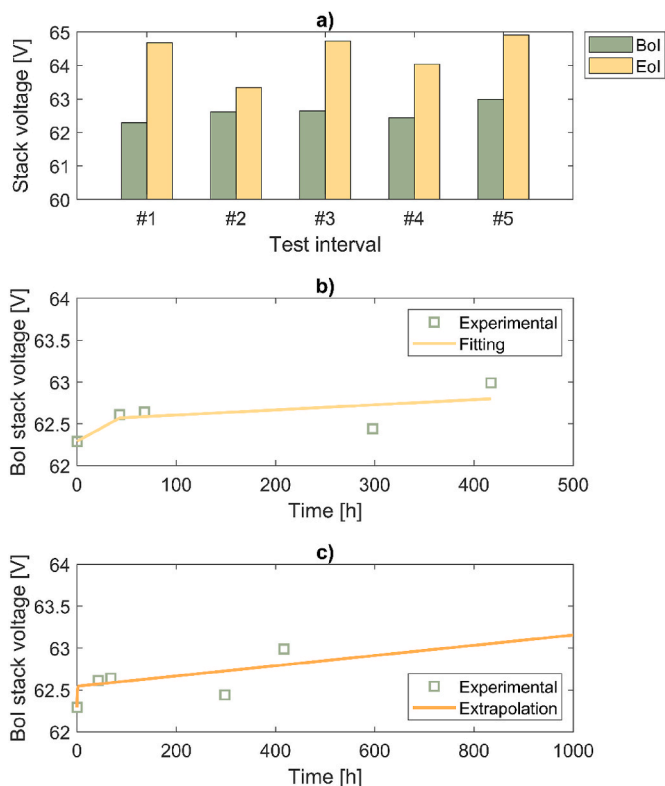 a)
Stack voltage [V]
65
64
63
62
61
60
#1 #2 #3 #4 #5
Test interval
BoI
EoI
b)
BoI stack voltage [V]
64
63.5
63
62.5
62
0 100 200 300 400 500
Time [h]
Experimental
Fitting
c)
BoI stack voltage [V]
64
63.5
63
62.5
62
0 200 400 600 800 1000
Time [h]
Experimental
Extrapolation